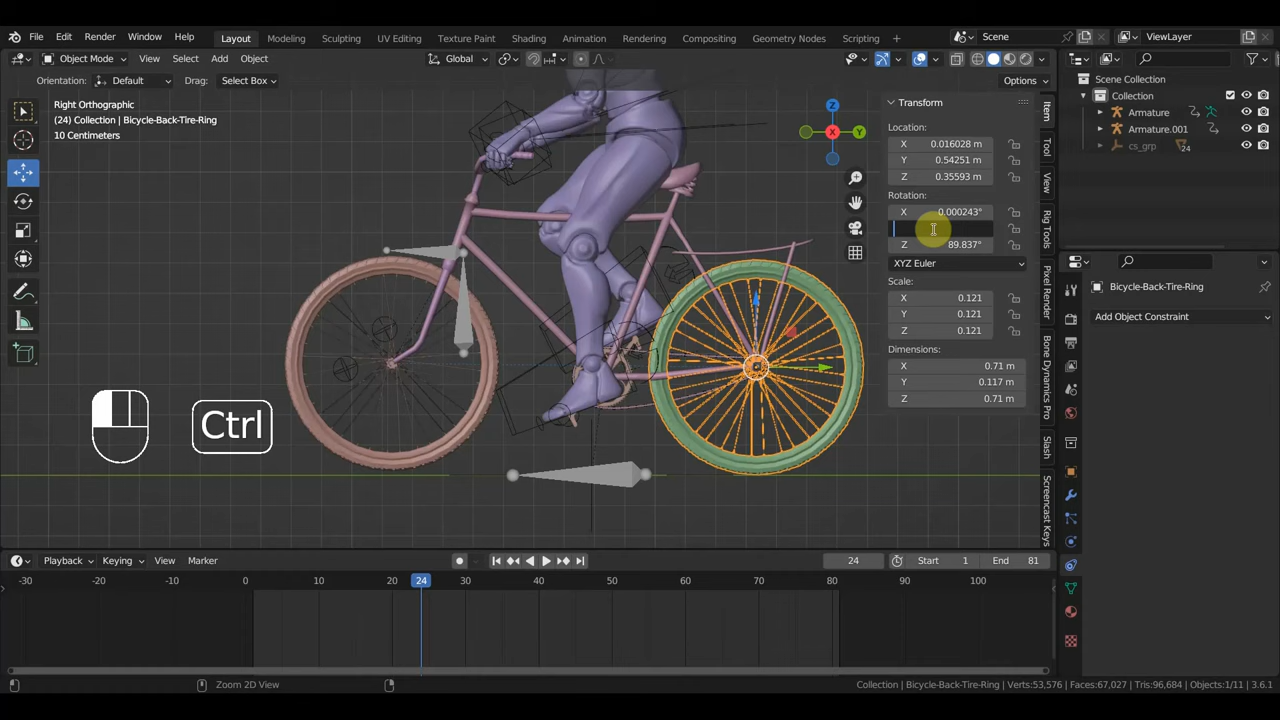 File Edit Render Window Help Layout Modeling Sculpting UV Editing Texture Paint Shading Animation Rendering Compositing Geometry Nodes Scripting + Scene ViewLayer
Object Mode View Select Add Object Global
Orientation: Default Drag: Select Box Options
Scene Collection
Collection
Armature
Armature.001
cs_grp 24
Right Orthographic
(24) Collection | Bicycle-Back-Tire-Ring
10 Centimeters
Z
Y
X
Transform
Location:
X 0.016028 m
Y 0.54251 m
Z 0.35593 m
Rotation:
X 0.000243°
Z 89.837°
XYZ Euler
Scale:
X 0.121
Y 0.121
Z 0.121
Dimensions:
X 0.71 m
Y 0.117 m
Z 0.71 m
Item
Tool
View
Rig Tools
Pixel Render
Bone Dynamics Pro
Slash
Screencast Keys
Bicycle-Back-Tire-Ring
Add Object Constraint
Ctrl
Playback Keying View Marker 24 Start 1 End 81
-30 -20 -10 0 10 20 24 30 40 50 60 70 80 90 100
Zoom 2D View Collection | Bicycle-Back-Tire-Ring | Verts:53,576 | Faces:67,027 | Tris:96,684 | Objects:1/11 | 3.6.1